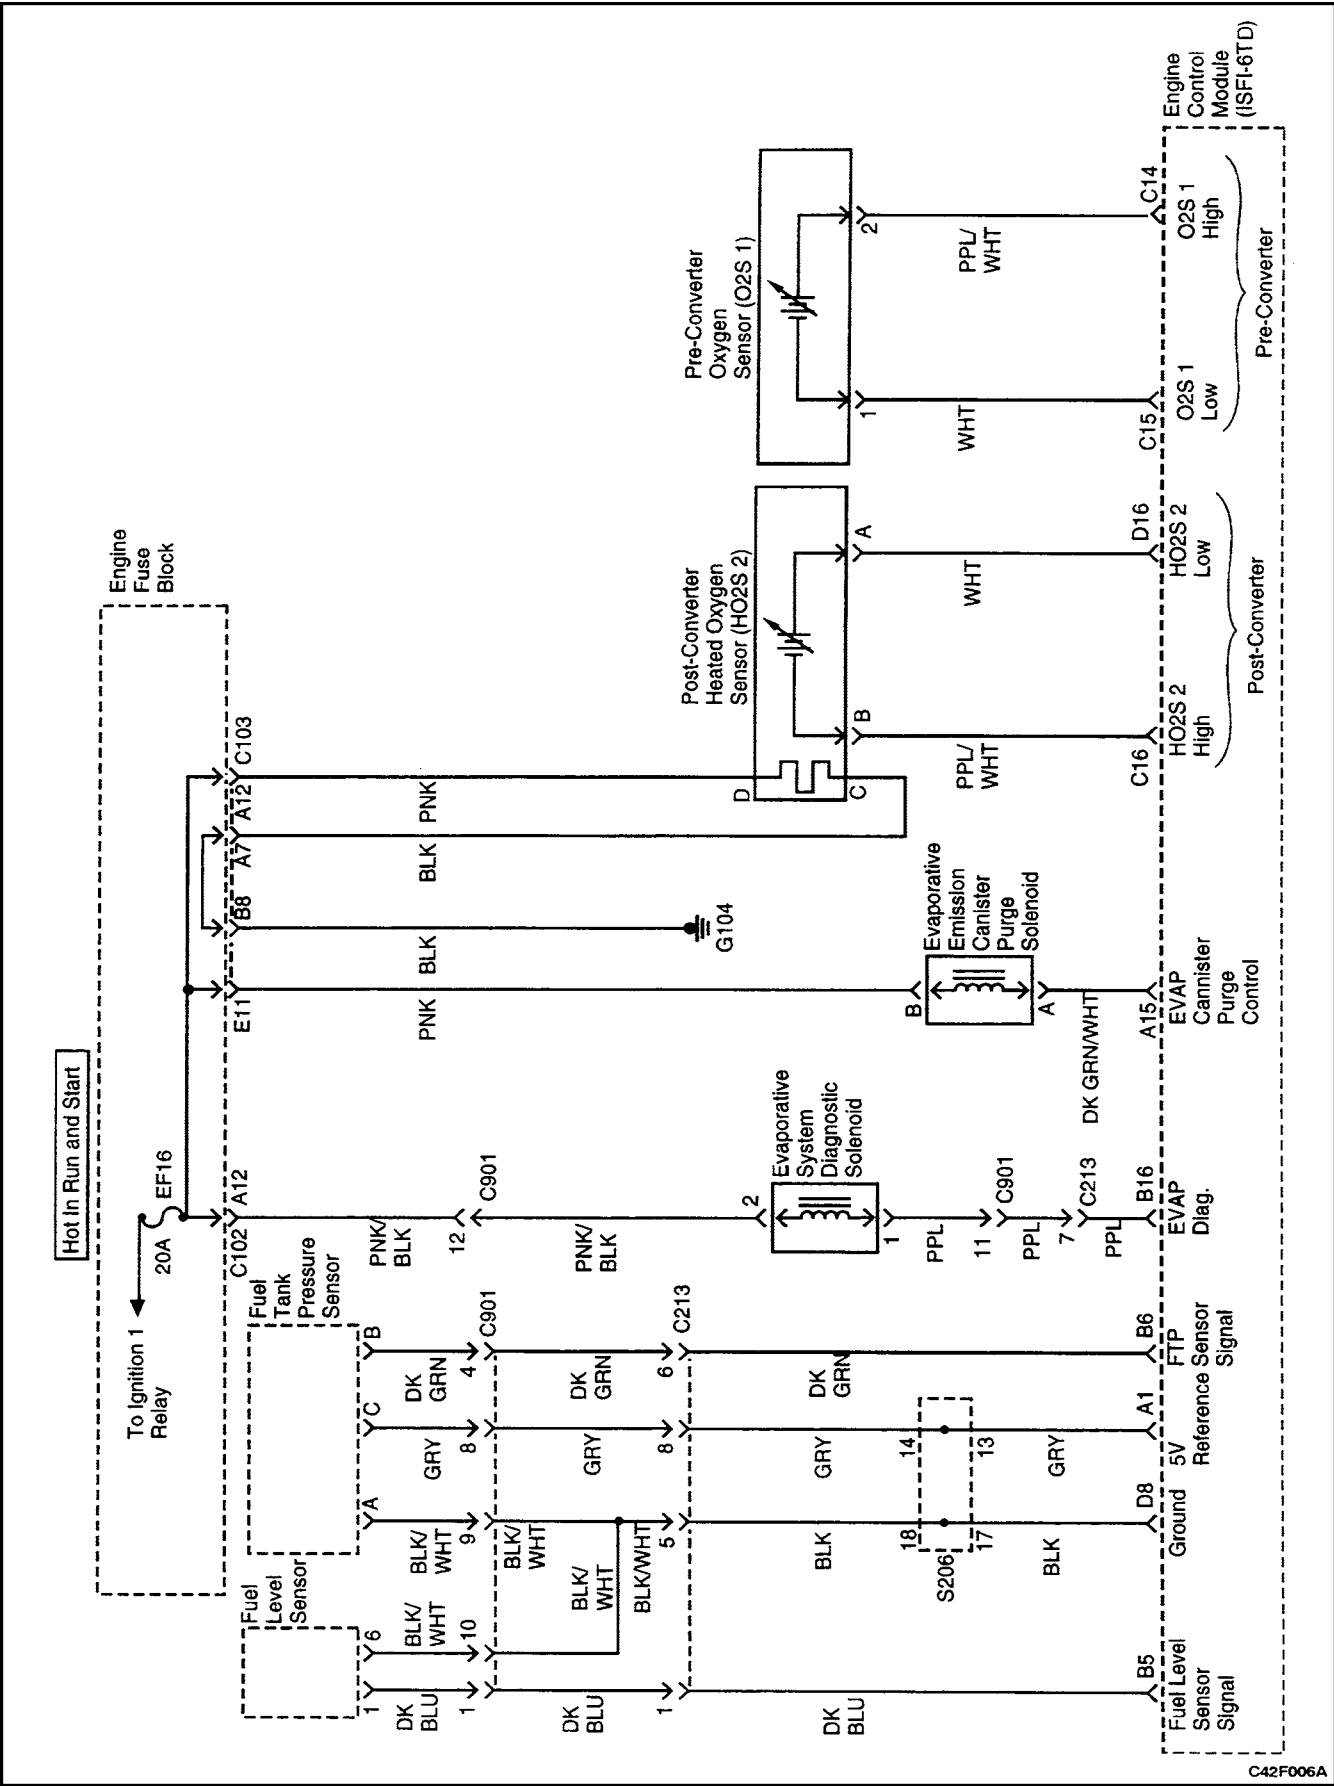 Hot In Run and Start
To Ignition 1
Relay
20A
EF16
Engine
Fuse
Block
C102
A12
E11
B8
A7
A12
C103
Fuel
Level
Sensor
Fuel
Tank
Pressure
Sensor
1
6
A
C
B
DK
BLU
BLK/
WHT
BLK/
WHT
GRY
DK
GRN
PNK/
BLK
PNK
BLK
BLK
PNK
1
10
9
8
4
C901
12
C901
DK
BLU
BLK/
WHT
BLK/
WHT
BLK/WHT
GRY
DK
GRN
PNK/
BLK
G104
1
5
8
6
C213
2
Evaporative
System
Diagnostic
Solenoid
1
Post-Converter
Heated Oxygen
Sensor (HO2S 2)
D
C
B
A
Pre-Converter
Oxygen
Sensor (O2S 1)
1
2
DK
BLU
BLK
GRY
DK
GRN
PPL
B
Evaporative
Emission
Canister
Purge
Solenoid
A
18
14
S206
17
13
11
C901
PPL
7
C213
PPL
BLK
GRY
DK GRN/WHT
PPL/
WHT
WHT
WHT
PPL/
WHT
B5
D8
A1
B6
B16
A15
C16
D16
C15
C14
Fuel Level
Sensor
Signal
Ground
5V
Reference
FTP
Sensor
Signal
EVAP
Diag.
EVAP
Cannister
Purge
Control
HO2S 2
High
HO2S 2
Low
O2S 1
Low
O2S 1
High
Post-Converter
Pre-Converter
Engine
Control
Module
(ISFI-6TD)
C42F006A